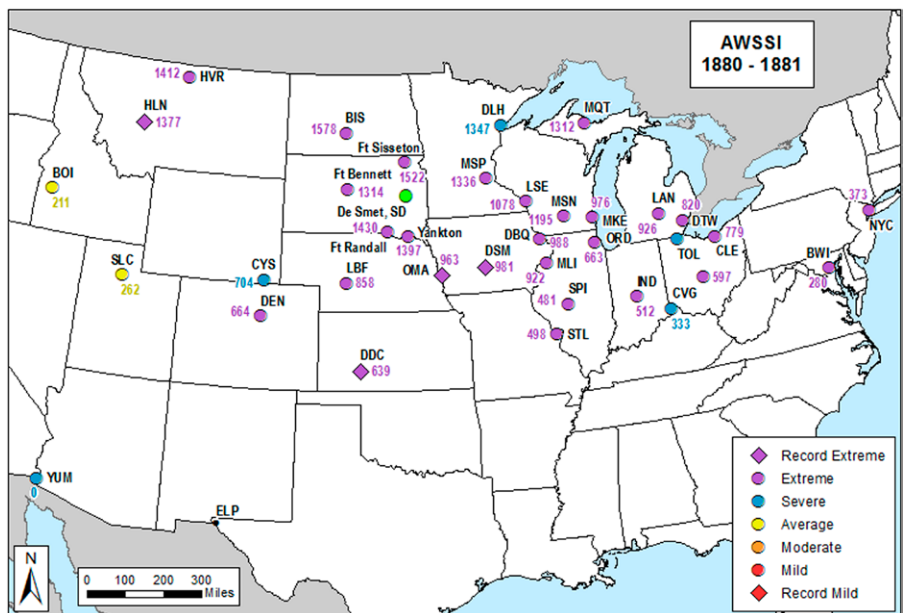 AWSSI
1880 - 1881
1412
HVR
HLN
1377
BIS
1578
DLH
1347
MQT
1312
Ft Sisseton
1522
Ft Bennett
1314
MSP
1336
BOI
211
De Smet, SD
LSE
1078
MSN
1195
976
MKE
LAN
926
820
DTW
373
NYC
1430
Ft Randall
Yankton
1397
DBQ
988
ORD
663
TOL
779
CLE
SLC
262
CYS
704
LBF
858
OMA
963
DSM
981
MLI
922
BWI
280
DEN
664
SPI
481
IND
512
597
CVG
333
498
STL
DDC
639
YUM
0
ELP
Record Extreme
Extreme
Severe
Average
Moderate
Mild
Record Mild
N
0 100 200 300
Miles